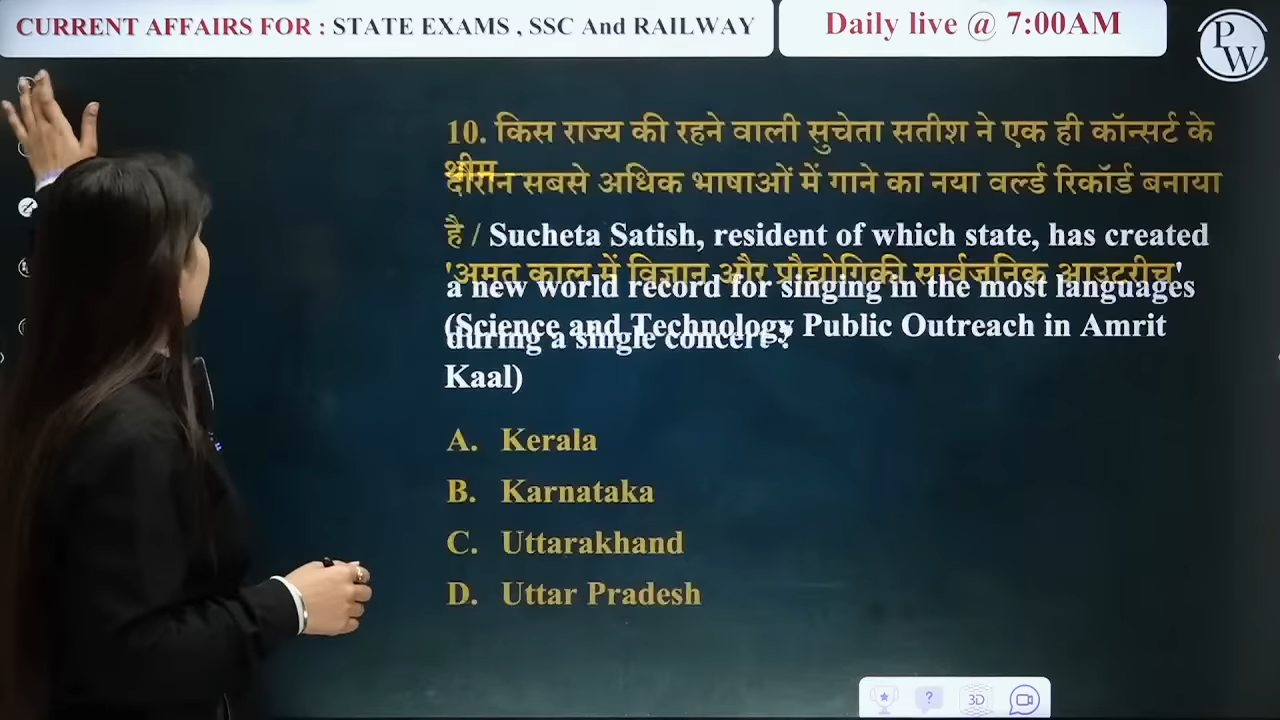 CURRENT AFFAIRS FOR : STATE EXAMS , SSC And RAILWAY
Daily live @ 7:00AM
PW
10. किस राज्य की रहने वाली सुचेता सतीश ने एक ही कॉन्सर्ट के
थीम
दौरान सबसे अधिक भाषाओं में गाने का नया वर्ल्ड रिकॉर्ड बनाया
है / Sucheta Satish, resident of which state, has created
'अमृत काल में विज्ञान और प्रौद्योगिकी सार्वजनिक आउटरीच'
a new world record for singing in the most languages
(Science and Technology Public Outreach in Amrit
during a single concert ?
Kaal)
A. Kerala
B. Karnataka
C. Uttarakhand
D. Uttar Pradesh
? 3D